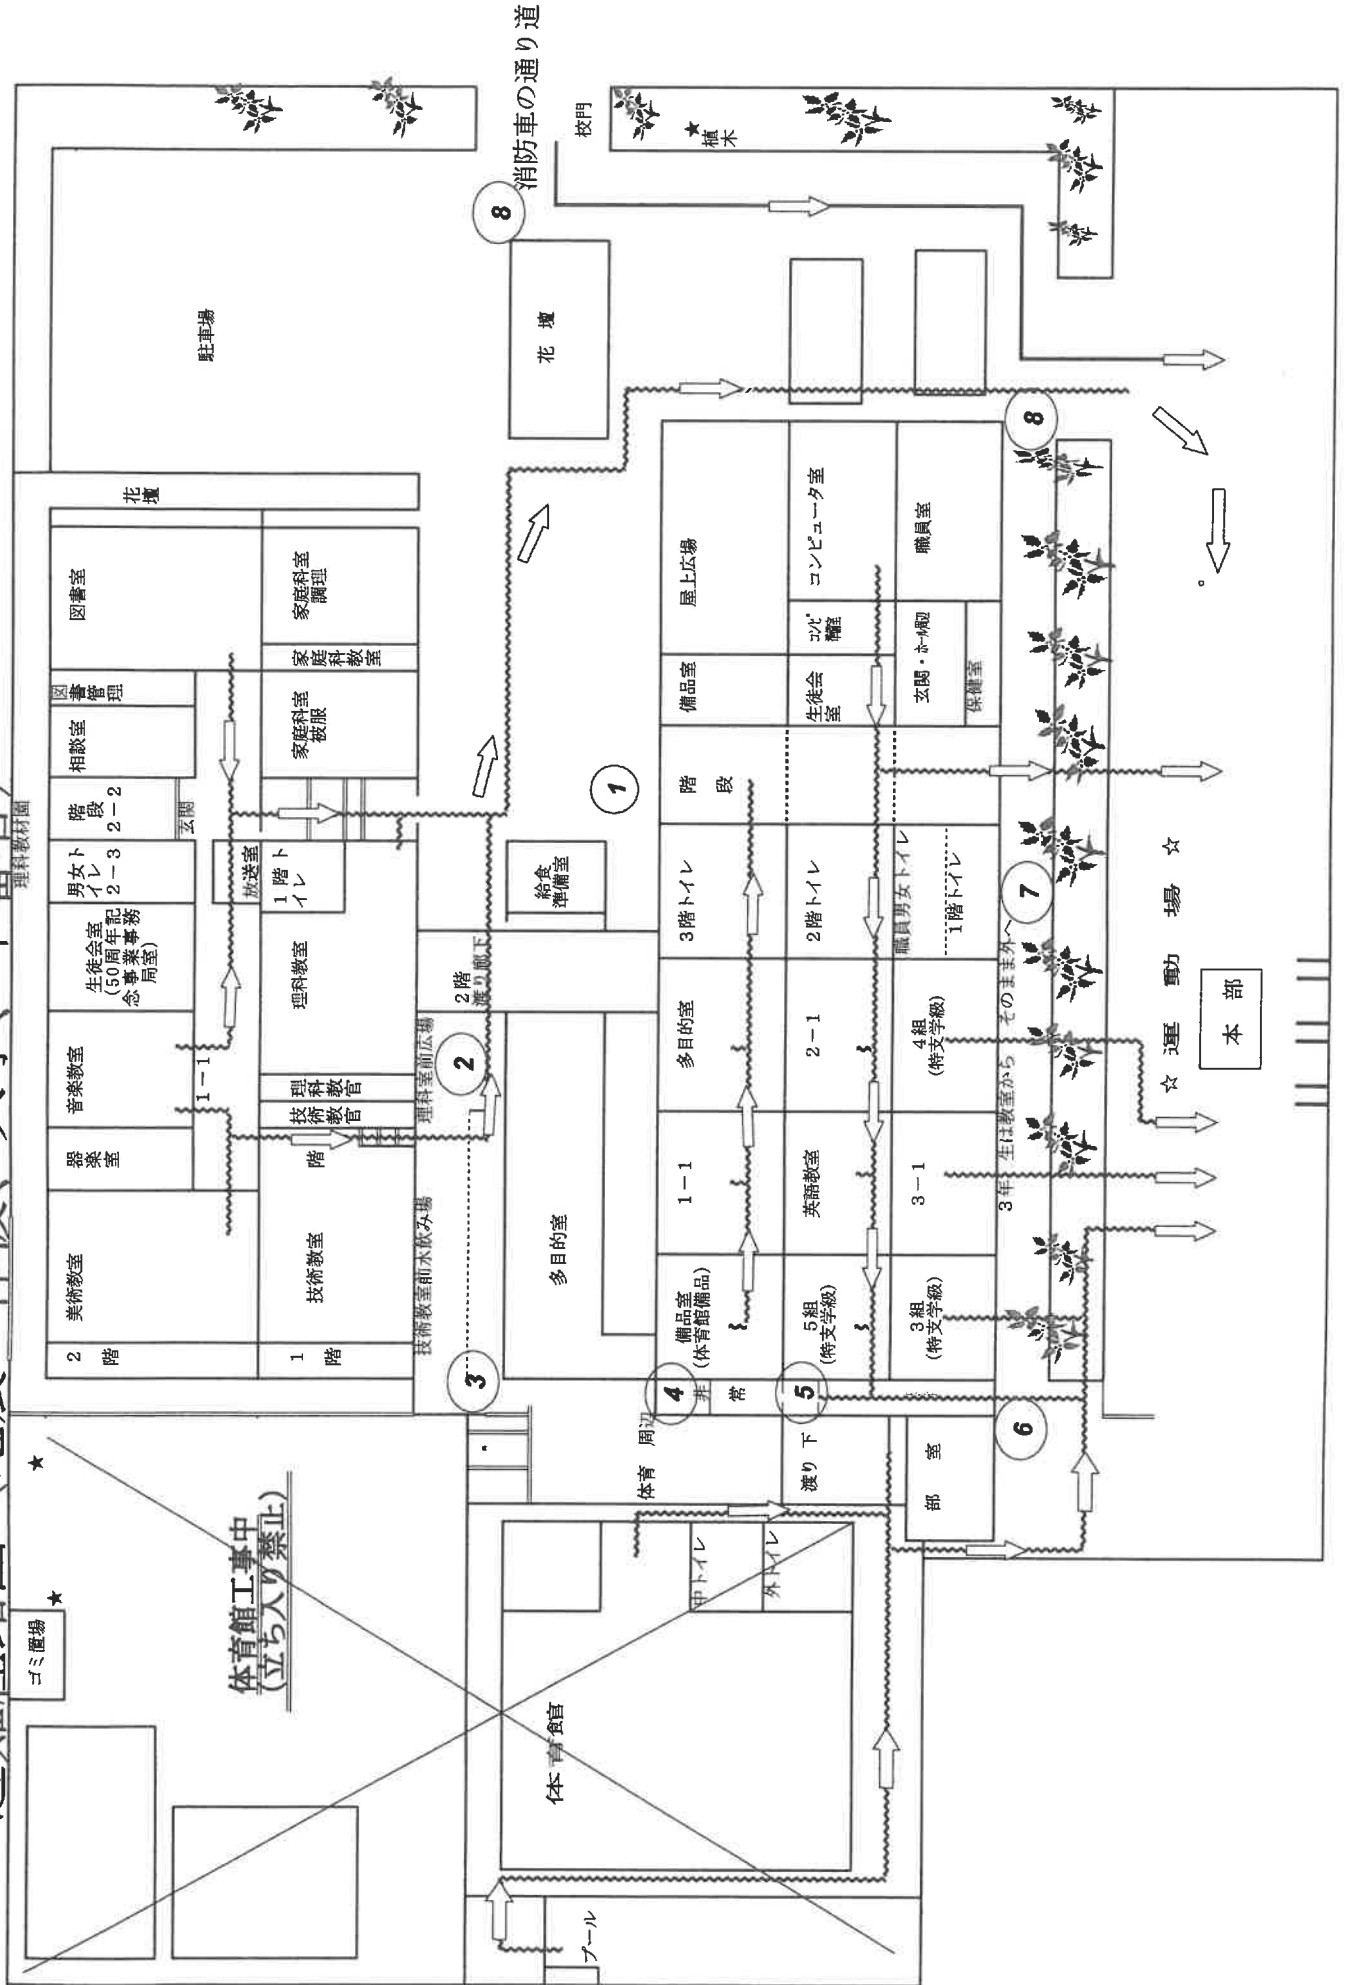 理科教材園
図書室
図書管理
相談室
階段
2－2
玄関
男女トイレ
2－3
生徒会室
(50周年記念事業事務局室)
音楽教室
1－1
器楽室
美術教室
2階
花壇
家庭科室
調理
家庭科教室
家庭科室
被服
放送室
1階トイレ
理科教室
理科教官
技術教官
階
技術教室
1階
駐車場
消防車の通り道
校門
★
植木
8
花壇
1
給食準備室
2階
渡り廊下
理科室前広場
2
技術教室前水飲み場
3
多目的室
屋上広場
備品室
階段
3階トイレ
多目的室
1－1
備品室
(体育館備品)
4
非常
コンピュータ室
生徒会室
2階トイレ
2－1
英語教室
5組
(特支学級)
5
職員室
玄関・ホール周辺
保健室
職員男女トイレ
1階トイレ
4組
(特支学級)
3－1
3組
(特支学級)
6
8
7
3年生は教室から そのまま外へ
☆ 運動場 ☆
本部
ゴミ置場
★
★
体育館工事中
(立ち入り禁止)
体育 周辺
渡り 下
部室
中トイレ
外トイレ
体育館
プール